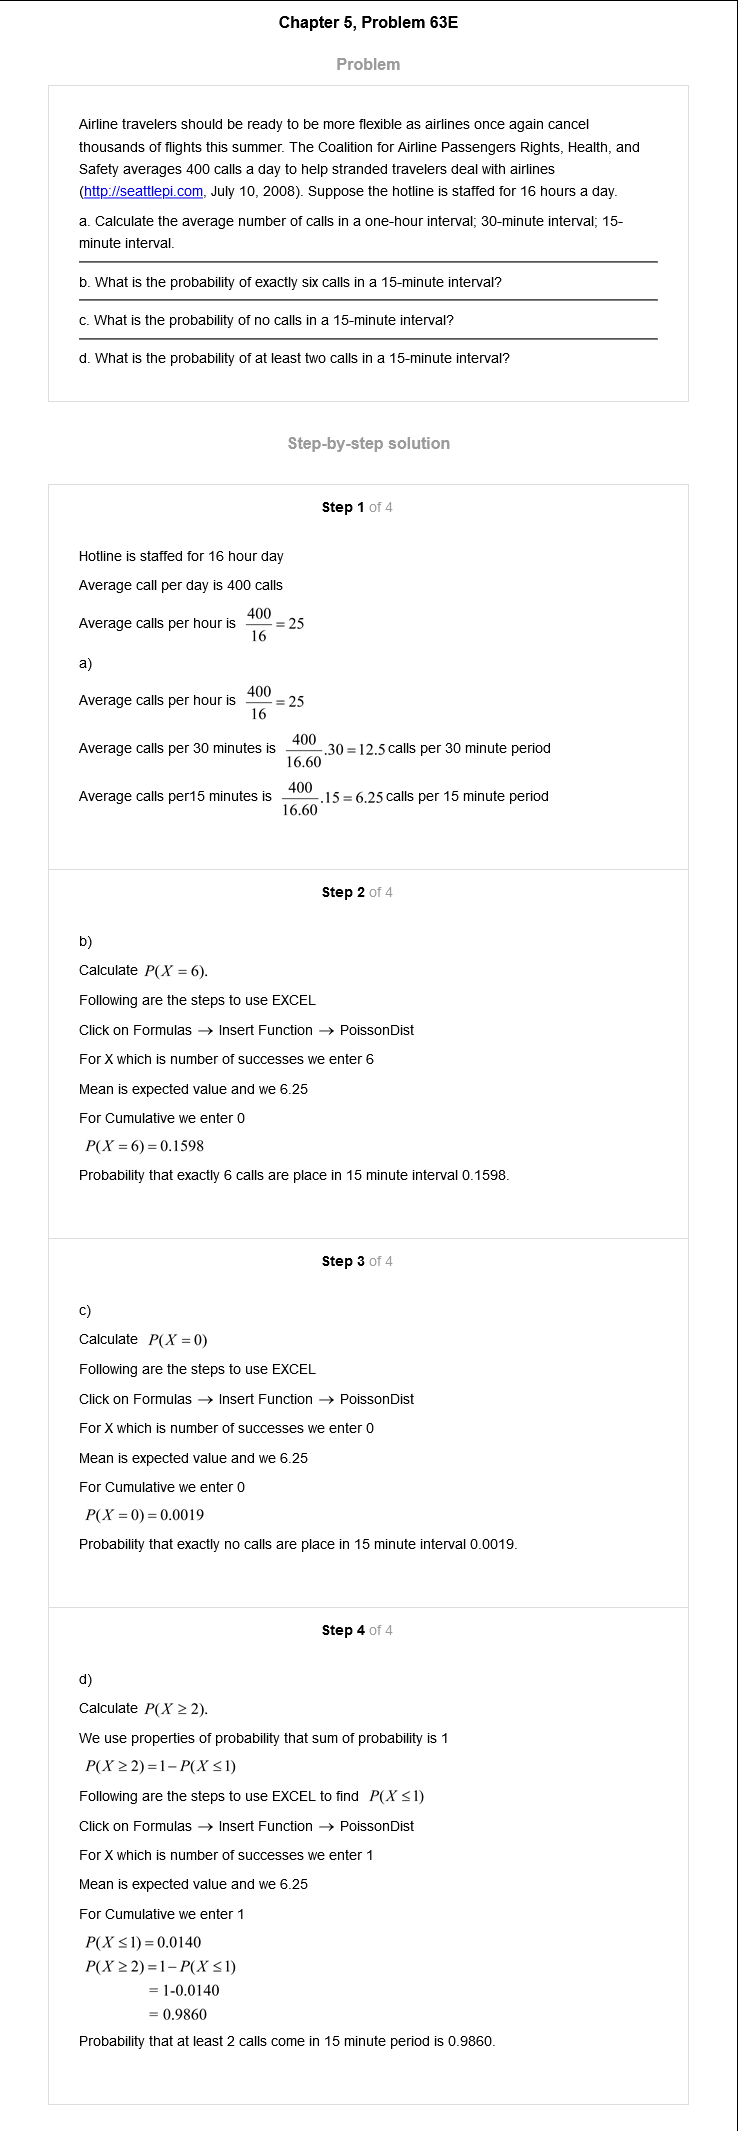 Chapter 5, Problem 63E
Problem
Airline travelers should be ready to be more flexible as airlines once again cancel
thousands of flights this summer. The Coalition for Airline Passengers Rights, Health, and
Safety averages 400 calls a day to help stranded travelers deal with airlines
(http://seattlepi.com, July 10, 2008). Suppose the hotline is staffed for 16 hours a day.
a. Calculate the average number of calls in a one-hour interval; 30-minute interval; 15-
minute interval.
b. What is the probability of exactly six calls in a 15-minute interval?
c. What is the probability of no calls in a 15-minute interval?
d. What is the probability of at least two calls in a 15-minute interval?
Step-by-step solution
Step 1 of 4
Hotline is staffed for 16 hour day
Average call per day is 400 calls
Average calls per hour is 400/16 = 25
a)
Average calls per hour is 400/16 = 25
Average calls per 30 minutes is 400/16.60 .30 = 12.5 calls per 30 minute period
Average calls per15 minutes is 400/16.60 .15 = 6.25 calls per 15 minute period
Step 2 of 4
b)
Calculate P(X = 6).
Following are the steps to use EXCEL
Click on Formulas → Insert Function → PoissonDist
For X which is number of successes we enter 6
Mean is expected value and we 6.25
For Cumulative we enter 0
P(X = 6) = 0.1598
Probability that exactly 6 calls are place in 15 minute interval 0.1598.
Step 3 of 4
c)
Calculate P(X = 0)
Following are the steps to use EXCEL
Click on Formulas → Insert Function → PoissonDist
For X which is number of successes we enter 0
Mean is expected value and we 6.25
For Cumulative we enter 0
P(X = 0) = 0.0019
Probability that exactly no calls are place in 15 minute interval 0.0019.
Step 4 of 4
d)
Calculate P(X ≥ 2).
We use properties of probability that sum of probability is 1
P(X ≥ 2) = 1 − P(X ≤ 1)
Following are the steps to use EXCEL to find P(X ≤ 1)
Click on Formulas → Insert Function → PoissonDist
For X which is number of successes we enter 1
Mean is expected value and we 6.25
For Cumulative we enter 1
P(X ≤ 1) = 0.0140
P(X ≥ 2) = 1 − P(X ≤ 1)
= 1-0.0140
= 0.9860
Probability that at least 2 calls come in 15 minute period is 0.9860.